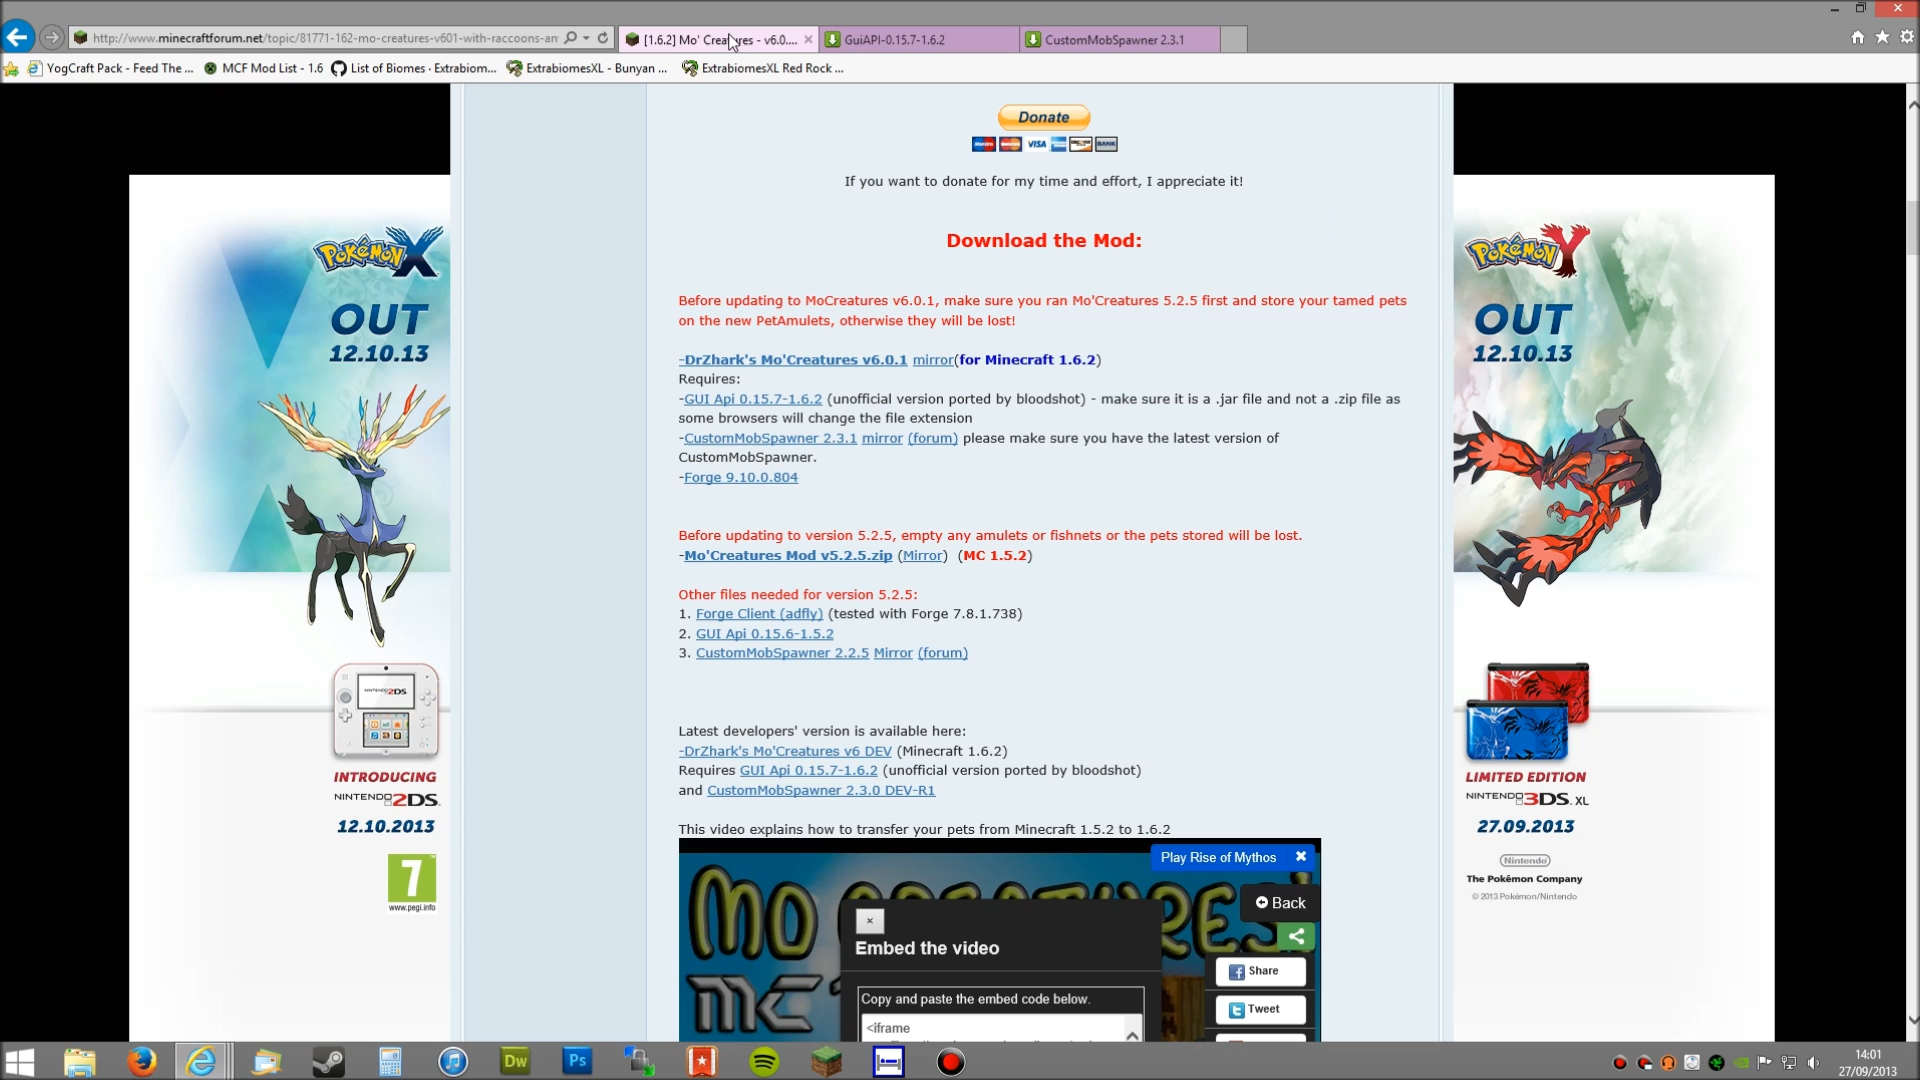 http://www.minecraftforum.net/topic/81771-162-mo-creatures-v601-with-raccoons-an
[1.6.2] Mo' Creatures - v6.0....
GuiAPI-0.15.7-1.6.2
CustomMobSpawner 2.3.1
YogCraft Pack - Feed The ...
MCF Mod List - 1.6
List of Biomes · Extrabiom...
ExtrabiomesXL - Bunyan ...
ExtrabiomesXL Red Rock ...
Donate
VISA
BANK
If you want to donate for my time and effort, I appreciate it!
Download the Mod:
Before updating to MoCreatures v6.0.1, make sure you ran Mo'Creatures 5.2.5 first and store your tamed pets
on the new PetAmulets, otherwise they will be lost!
-DrZhark's Mo'Creatures v6.0.1 mirror(for Minecraft 1.6.2)
Requires:
-GUI Api 0.15.7-1.6.2 (unofficial version ported by bloodshot) - make sure it is a .jar file and not a .zip file as
some browsers will change the file extension
-CustomMobSpawner 2.3.1 mirror (forum) please make sure you have the latest version of
CustomMobSpawner.
-Forge 9.10.0.804
Before updating to version 5.2.5, empty any amulets or fishnets or the pets stored will be lost.
-Mo'Creatures Mod v5.2.5.zip (Mirror) (MC 1.5.2)
Other files needed for version 5.2.5:
1. Forge Client (adfly) (tested with Forge 7.8.1.738)
2. GUI Api 0.15.6-1.5.2
3. CustomMobSpawner 2.2.5 Mirror (forum)
Latest developers' version is available here:
-DrZhark's Mo'Creatures v6 DEV (Minecraft 1.6.2)
Requires GUI Api 0.15.7-1.6.2 (unofficial version ported by bloodshot)
and CustomMobSpawner 2.3.0 DEV-R1
This video explains how to transfer your pets from Minecraft 1.5.2 to 1.6.2
Play Rise of Mythos
MO CREATURES!
MC
Back
Embed the video
Copy and paste the embed code below.
<iframe
Share
Tweet
POKéMON X
OUT
12.10.13
NINTENDO2DS
INTRODUCING
NINTENDO2DS
12.10.2013
7
www.pegi.info
POKéMON Y
OUT
12.10.13
LIMITED EDITION
NINTENDO3DS XL
27.09.2013
Nintendo
The Pokémon Company
© 2013 Pokémon/Nintendo
Dw
Ps
14:01
27/09/2013